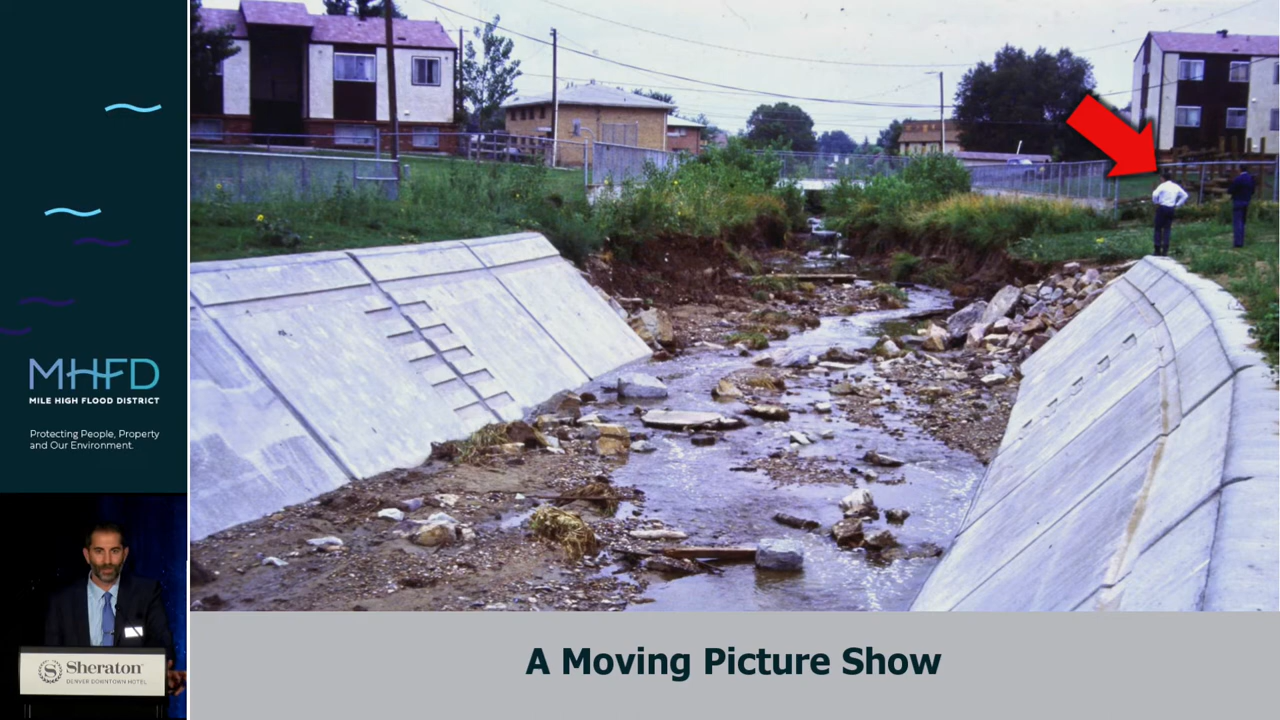 MHFD
MILE HIGH FLOOD DISTRICT
Protecting People, Property
and Our Environment.
Sheraton
DENVER DOWNTOWN HOTEL
A Moving Picture Show